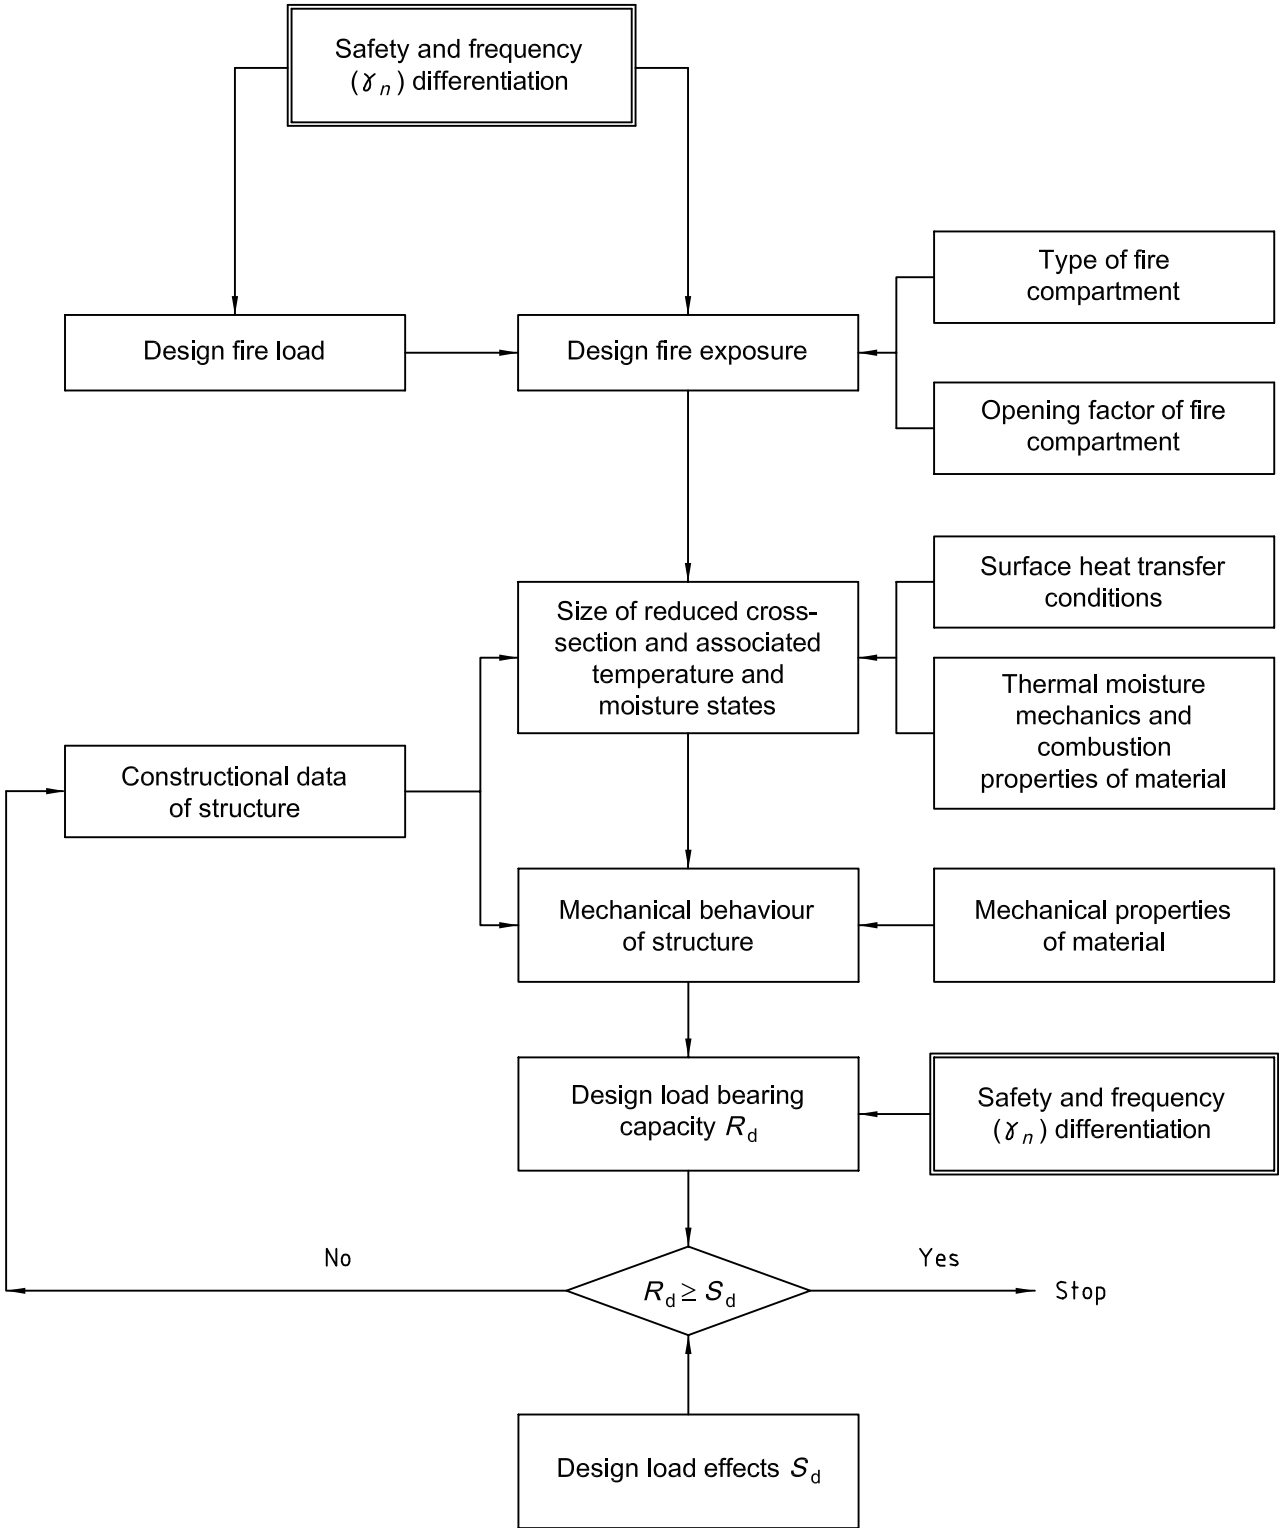 Safety and frequency
(γn) differentiation
Type of fire
compartment
Design fire load
Design fire exposure
Opening factor of fire
compartment
Surface heat transfer
conditions
Size of reduced cross-
section and associated
temperature and
moisture states
Thermal moisture
mechanics and
combustion
properties of material
Constructional data
of structure
Mechanical behaviour
of structure
Mechanical properties
of material
Design load bearing
capacity Rd
Safety and frequency
(γn) differentiation
No
Yes
Rd ≥ Sd
Stop
Design load effects Sd